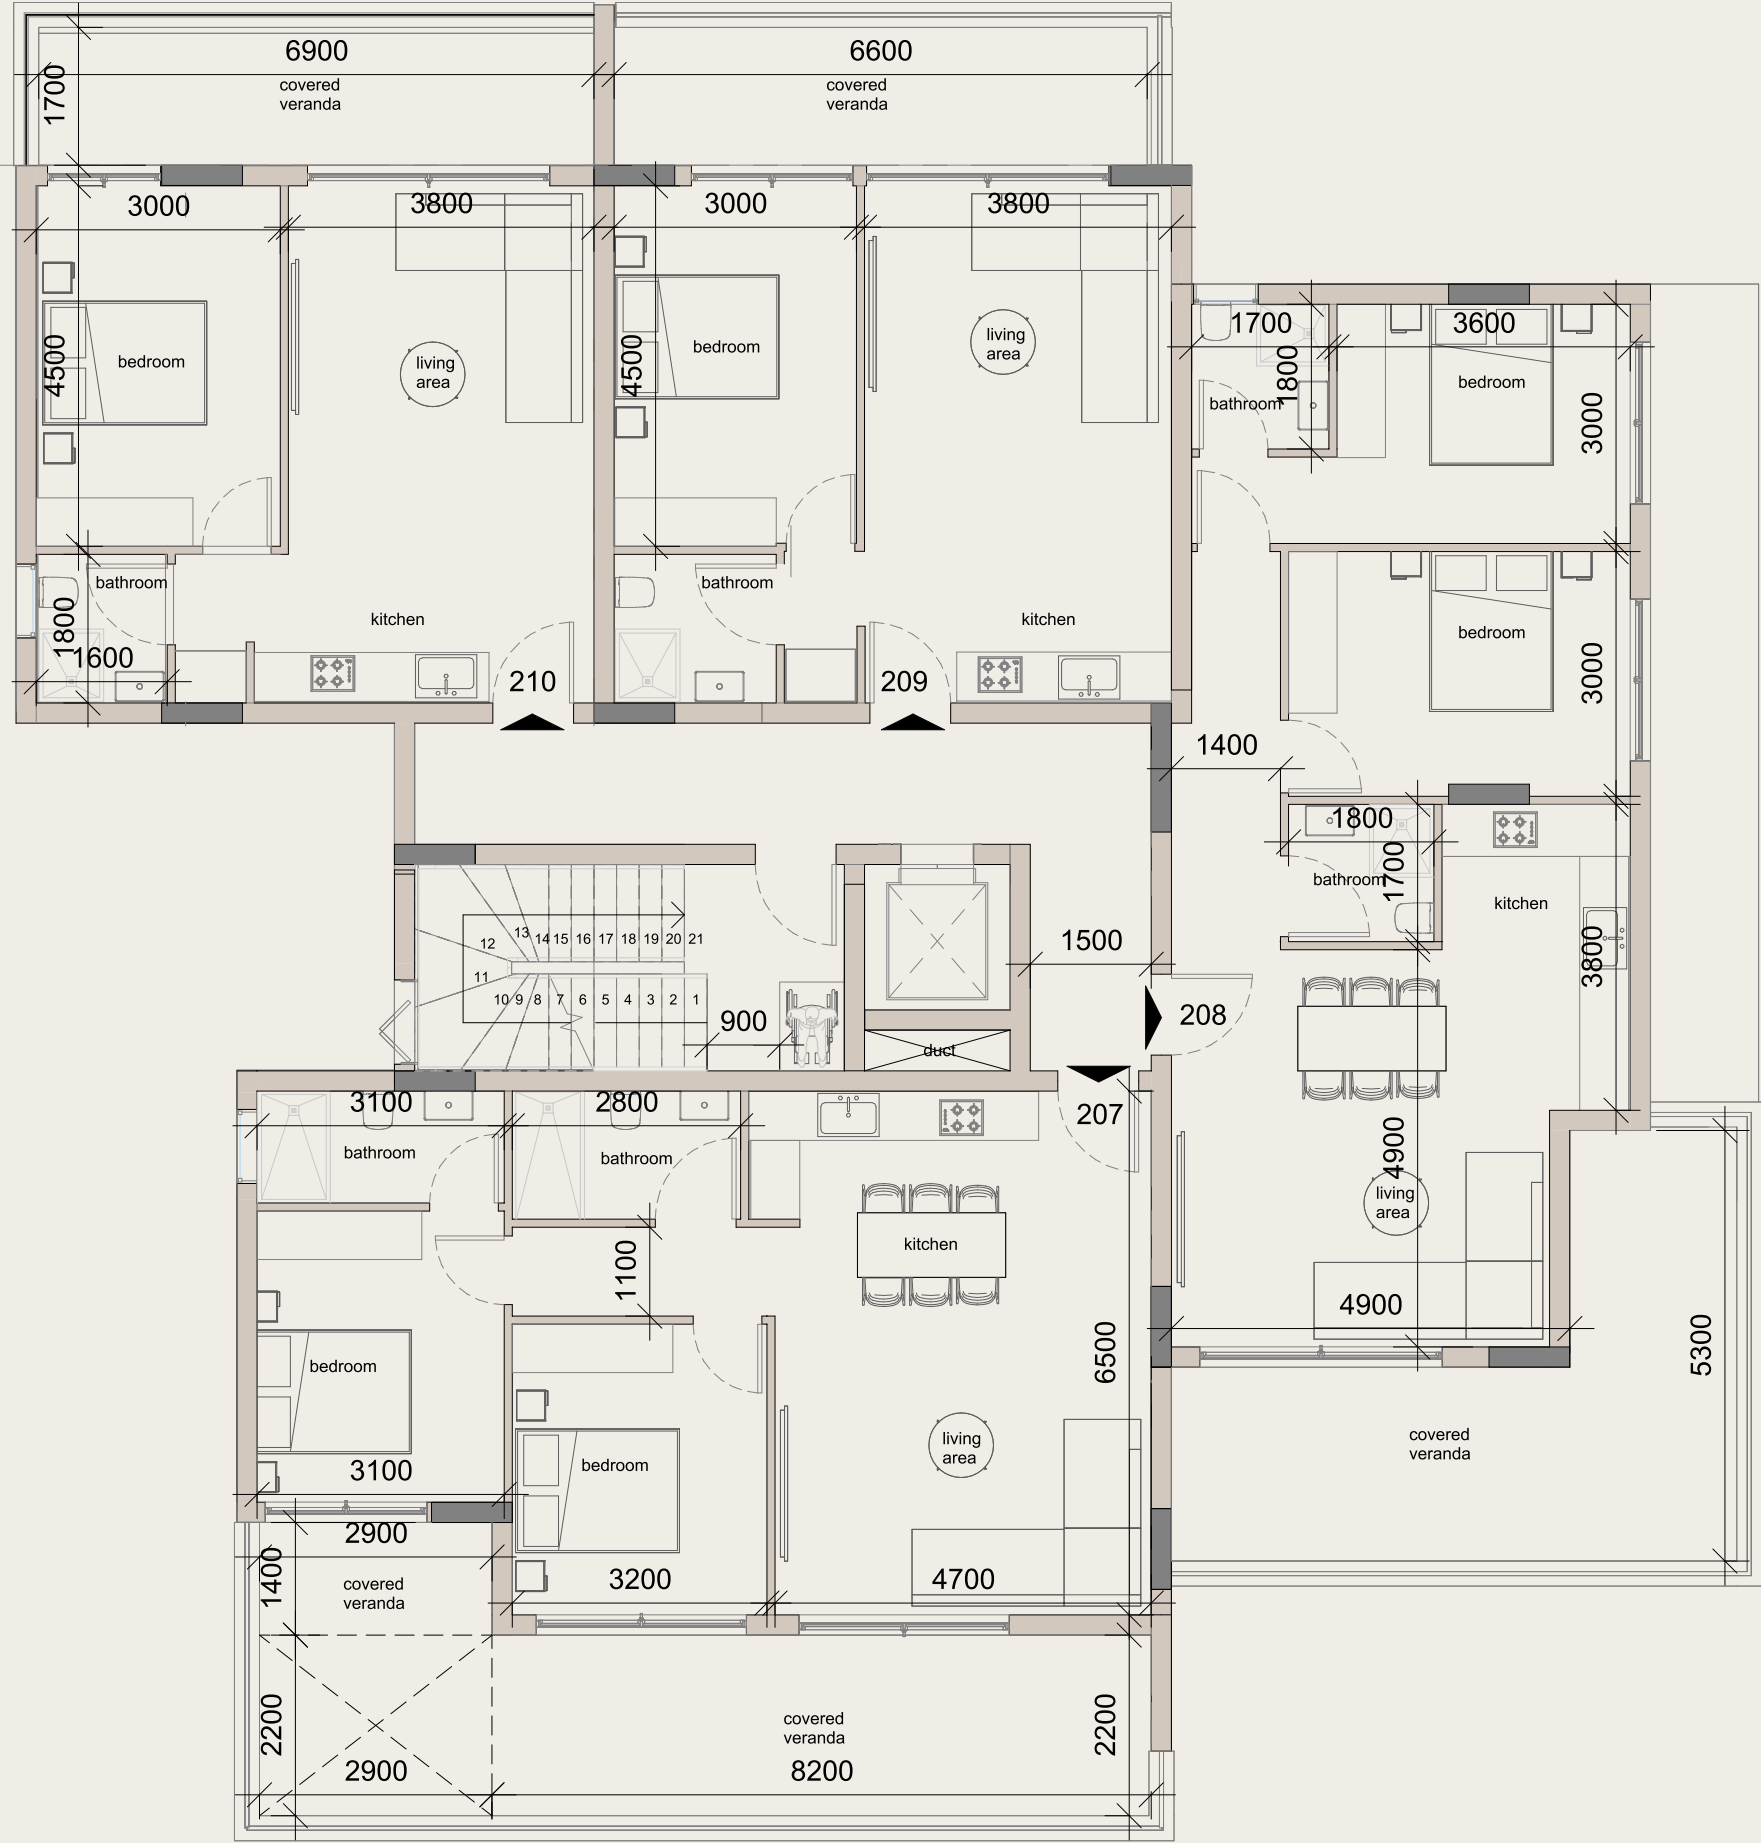 6900
6600
covered
veranda
covered
veranda
1700
3000
3800
3000
3800
1700
3600
4500
bedroom
living
area
4500
bedroom
living
area
1800
bathroom
bedroom
3000
bathroom
bathroom
kitchen
kitchen
1800
1600
210
209
bedroom
3000
1400
1800
1700
bathroom
kitchen
3800
12
13
14
15
16
17
18
19
20
21
11
10
9
8
7
6
5
4
3
2
1
900
1500
208
duct
207
3100
2800
bathroom
bathroom
4900
living
area
kitchen
1100
4900
5300
6500
bedroom
covered
veranda
living
area
bedroom
3100
2900
1400
covered
veranda
3200
4700
2200
covered
veranda
2200
2900
8200